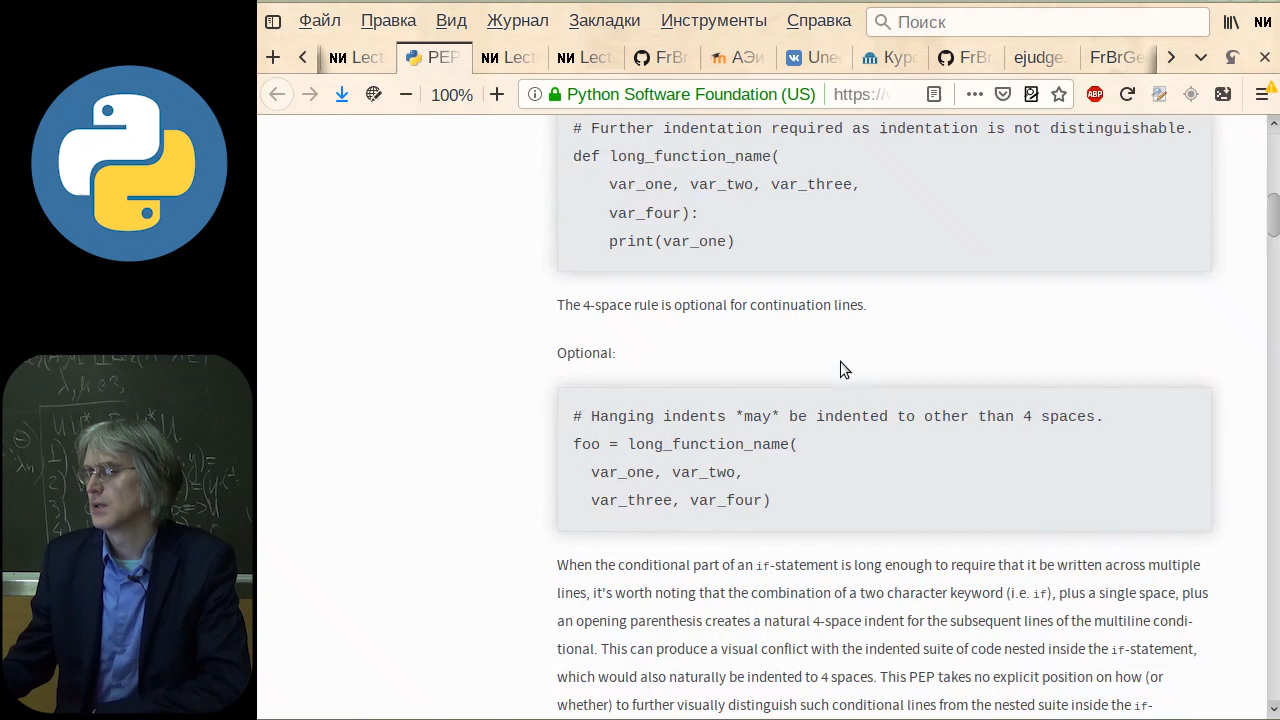 Файл Правка Вид Журнал Закладки Инструменты Справка Поиск
Lect PEP Lect Lect FrBr АЭи Une Курс FrBr ejudge. FrBrGe
100% Python Software Foundation (US) https://
ABP
# Further indentation required as indentation is not distinguishable.
def long_function_name(
var_one, var_two, var_three,
var_four):
print(var_one)
The 4-space rule is optional for continuation lines.
Optional:
# Hanging indents *may* be indented to other than 4 spaces.
foo = long_function_name(
var_one, var_two,
var_three, var_four)
When the conditional part of an if-statement is long enough to require that it be written across multiple
lines, it's worth noting that the combination of a two character keyword (i.e. if), plus a single space, plus
an opening parenthesis creates a natural 4-space indent for the subsequent lines of the multiline condi-
tional. This can produce a visual conflict with the indented suite of code nested inside the if-statement,
which would also naturally be indented to 4 spaces. This PEP takes no explicit position on how (or
whether) to further visually distinguish such conditional lines from the nested suite inside the if-